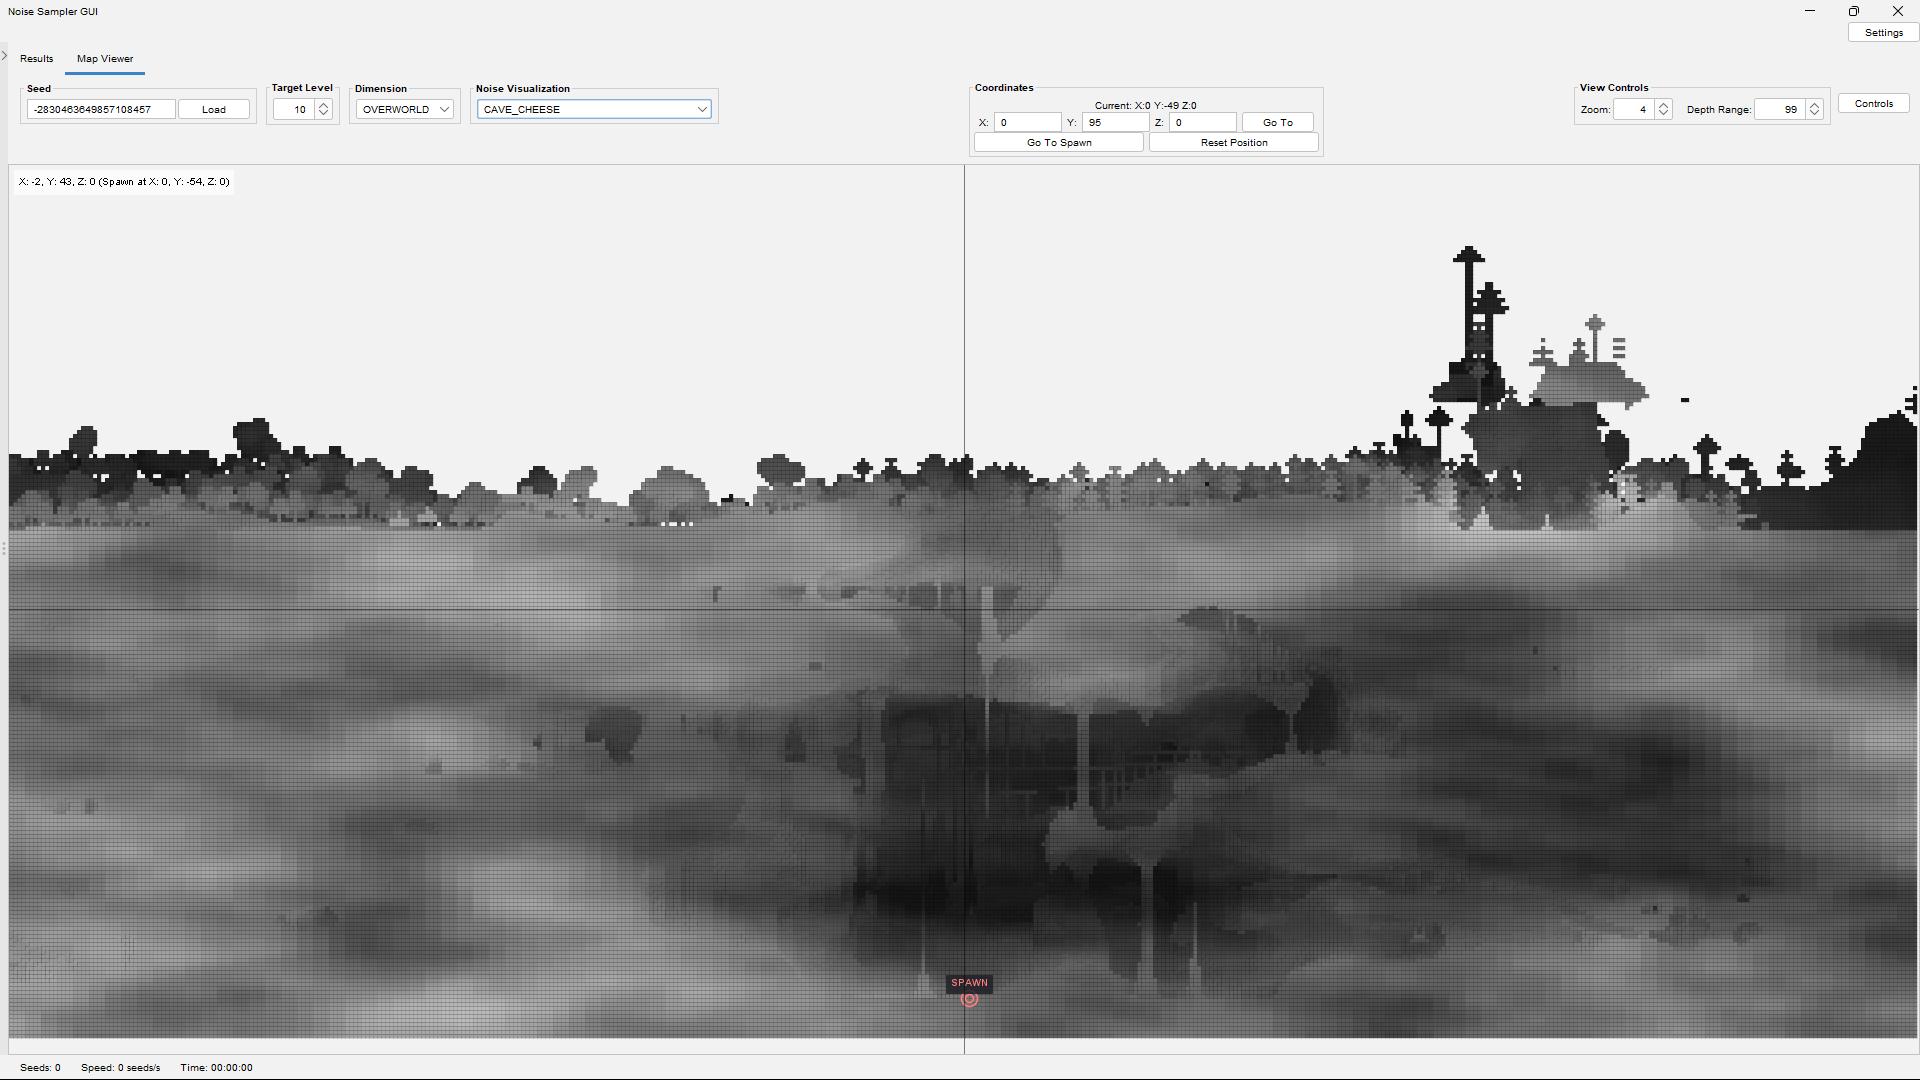 Noise Sampler GUI
Settings
Results Map Viewer
Seed
-2830463649857108457 Load
Target Level
10
Dimension
OVERWORLD
Noise Visualization
CAVE_CHEESE
Coordinates
Current: X:0 Y:-49 Z:0
X: 0 Y: 95 Z: 0 Go To
Go To Spawn Reset Position
View Controls
Zoom: 4 Depth Range: 99
Controls
X: -2, Y: 43, Z: 0 (Spawn at X: 0, Y: -54, Z: 0)
SPAWN
Seeds: 0 Speed: 0 seeds/s Time: 00:00:00